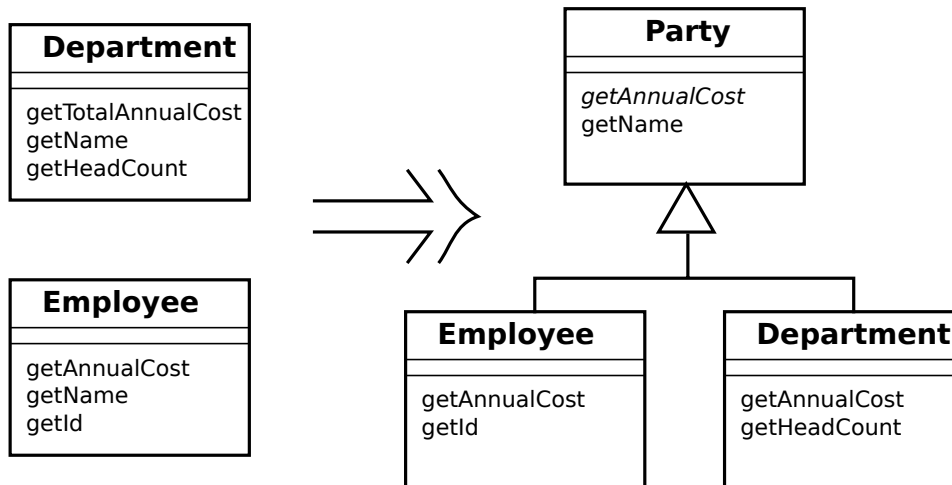 Department
getTotalAnnualCost
getName
getHeadCount
Employee
getAnnualCost
getName
getId
Party
getAnnualCost
getName
Employee
getAnnualCost
getId
Department
getAnnualCost
getHeadCount